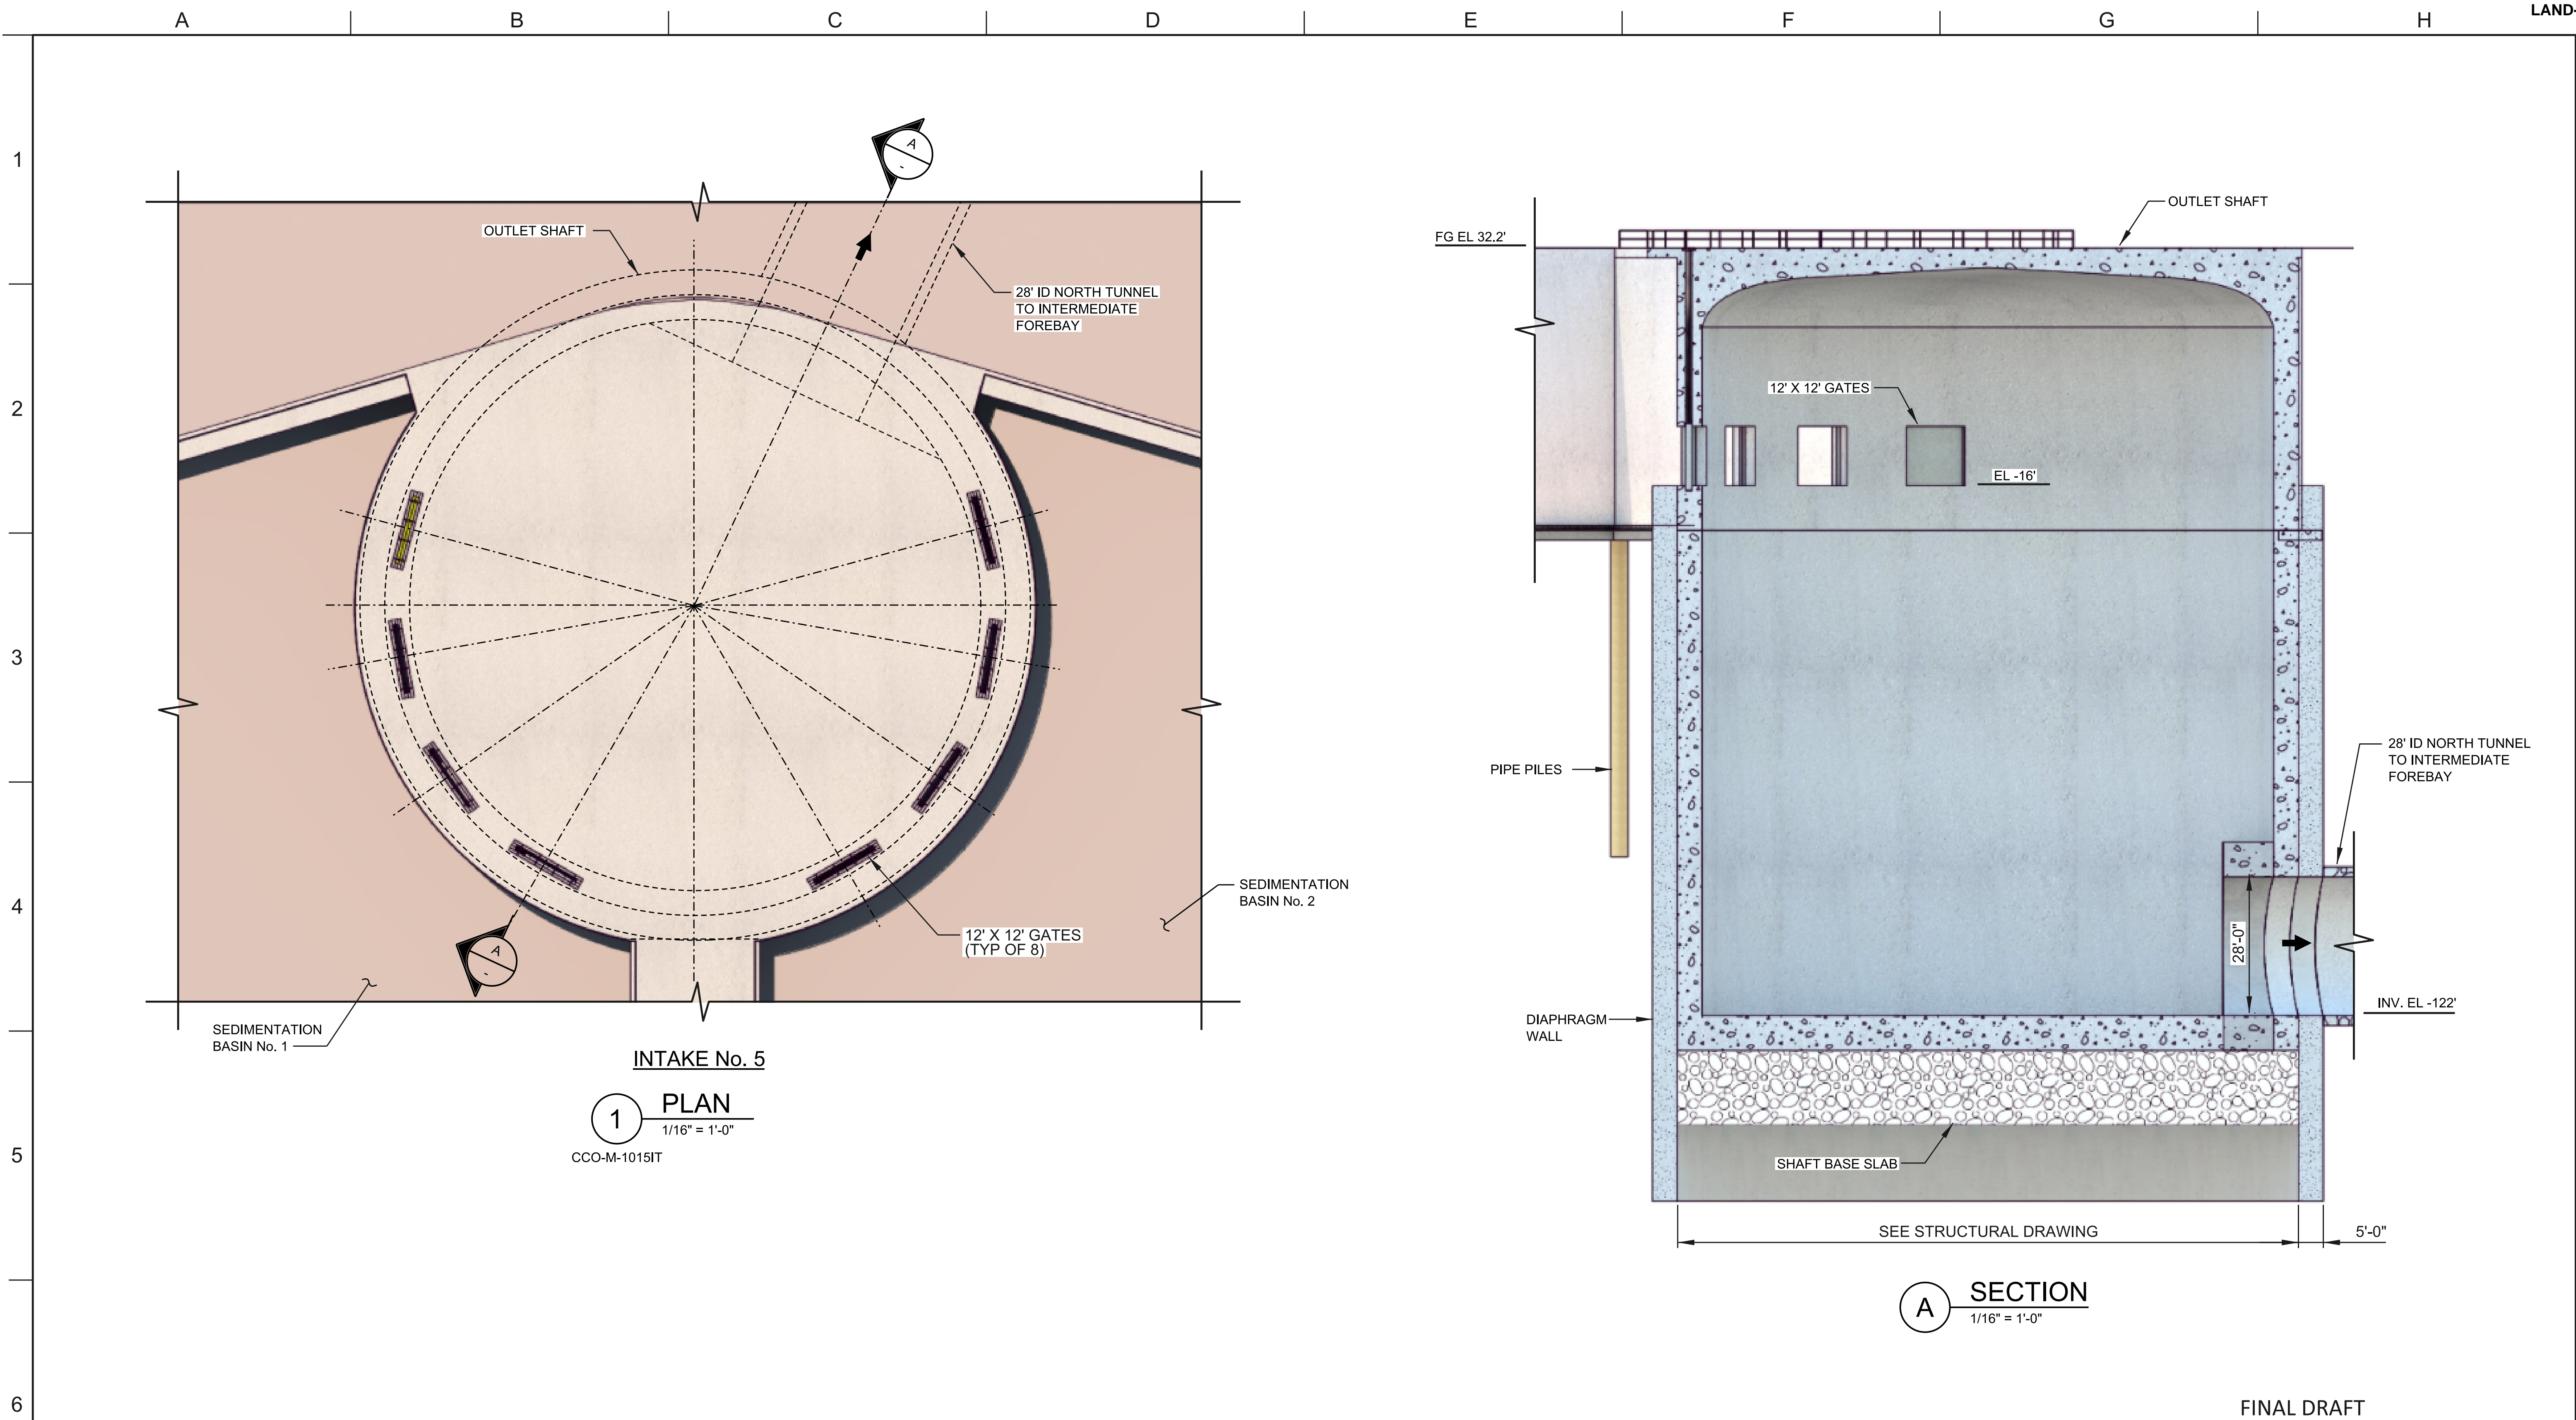 A B C D E F G H
LAND-
1
2
3
4
5
6
A
-
OUTLET SHAFT
28' ID NORTH TUNNEL
TO INTERMEDIATE
FOREBAY
12' X 12' GATES
(TYP OF 8)
SEDIMENTATION
BASIN No. 2
A
-
SEDIMENTATION
BASIN No. 1
INTAKE No. 5
1 PLAN
1/16" = 1'-0"
CCO-M-1015IT
OUTLET SHAFT
FG EL 32.2'
12' X 12' GATES
EL -16'
28' ID NORTH TUNNEL
TO INTERMEDIATE
FOREBAY
PIPE PILES
28'-0"
INV. EL -122'
DIAPHRAGM
WALL
SHAFT BASE SLAB
SEE STRUCTURAL DRAWING
5'-0"
A SECTION
1/16" = 1'-0"
FINAL DRAFT